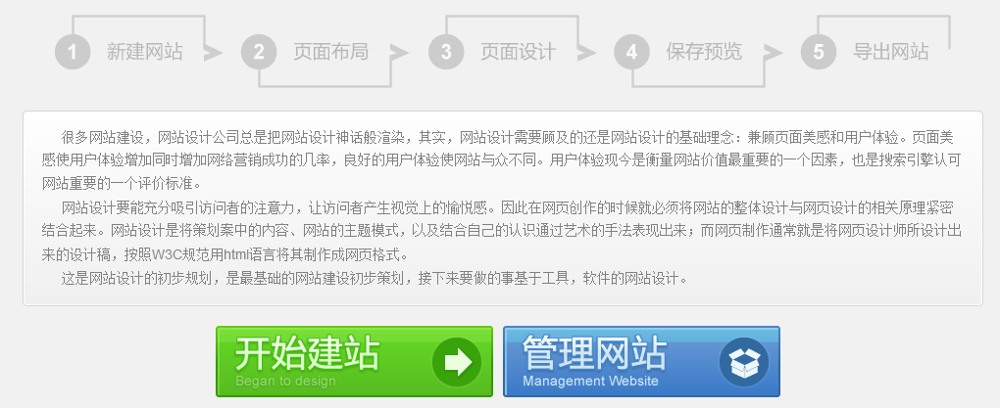 1 新建网站 2 页面布局 3 页面设计 4 保存预览 5 导出网站
很多网站建设，网站设计公司总是把网站设计神话般渲染，其实，网站设计需要顾及的还是网站设计的基础理念：兼顾页面美感和用户体验。页面美
感使用户体验增加同时增加网络营销成功的几率，良好的用户体验使网站与众不同。用户体验现今是衡量网站价值最重要的一个因素，也是搜索引擎认可
网站重要的一个评价标准。
网站设计要能充分吸引访问者的注意力，让访问者产生视觉上的愉悦感。因此在网页创作的时候就必须将网站的整体设计与网页设计的相关原理紧密
结合起来。网站设计是将策划案中的内容、网站的主题模式，以及结合自己的认识通过艺术的手法表现出来；而网页制作通常就是将网页设计师所设计出
来的设计稿，按照W3C规范用html语言将其制作成网页格式。
这是网站设计的初步规划，是最基础的网站建设初步策划，接下来要做的事基于工具，软件的网站设计。
开始建站
Began to design
管理网站
Management Website